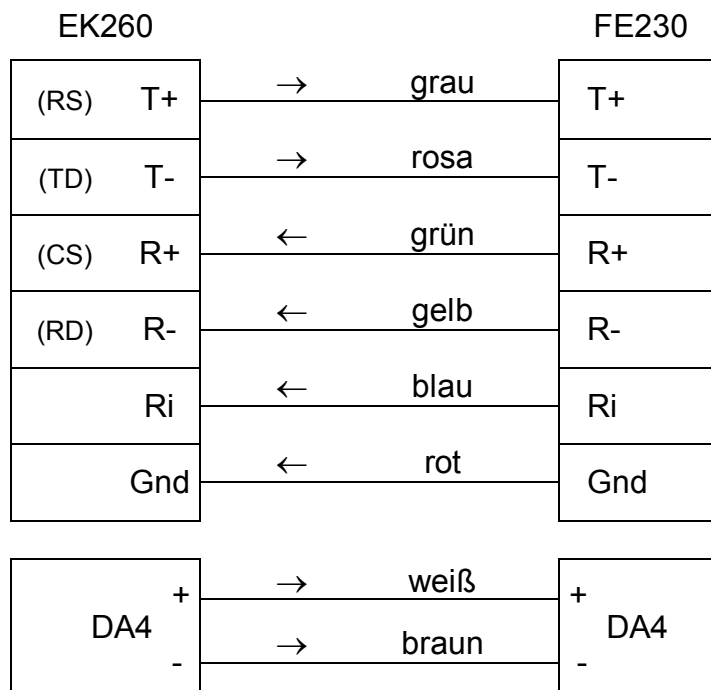 EK260 FE230
(RS) T+ → grau T+
(TD) T- → rosa T-
(CS) R+ ← grün R+
(RD) R- ← gelb R-
Ri ← blau Ri
Gnd ← rot Gnd
+ → weiß +
DA4 DA4
- → braun -